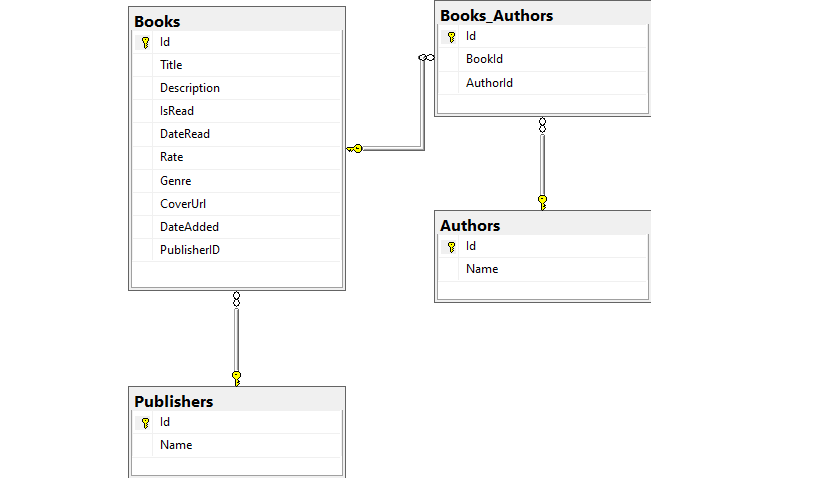 Books
Id
Title
Description
IsRead
DateRead
Rate
Genre
CoverUrl
DateAdded
PublisherID
Books_Authors
Id
BookId
AuthorId
Authors
Id
Name
Publishers
Id
Name